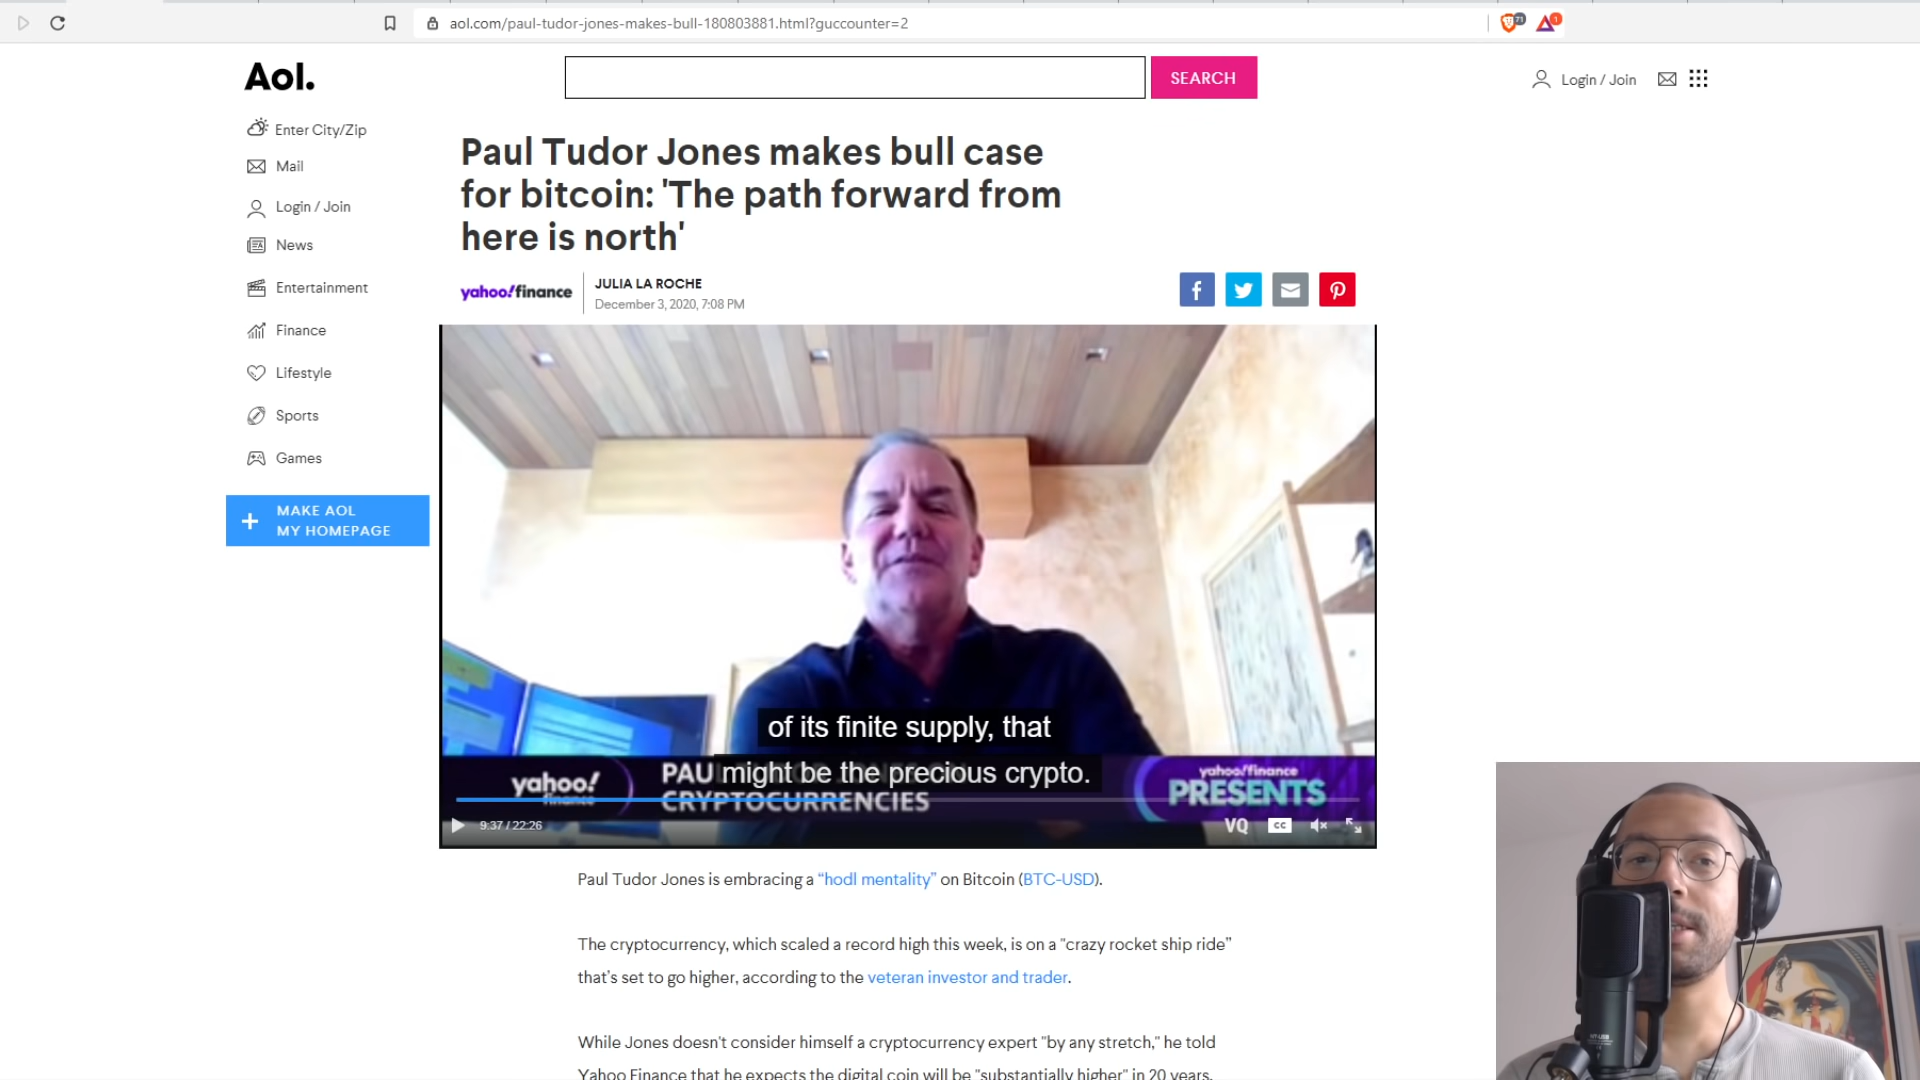 aol.com/paul-tudor-jones-makes-bull-180803881.html?guccounter=2
71
1
Aol.
SEARCH
Login / Join
Enter City/Zip
Mail
Login / Join
News
Entertainment
Finance
Lifestyle
Sports
Games
MAKE AOL
MY HOMEPAGE
Paul Tudor Jones makes bull case
for bitcoin: 'The path forward from
here is north'
yahoo!finance
JULIA LA ROCHE
December 3, 2020, 7:08 PM
of its finite supply, that
might be the precious crypto.
yahoo!
finance
PAU
CRYPTOCURRENCIES
yahoo!finance
PRESENTS
9:37 / 22:26
VQ
CC
Paul Tudor Jones is embracing a “hodl mentality” on Bitcoin (BTC-USD).
The cryptocurrency, which scaled a record high this week, is on a "crazy rocket ship ride"
that's set to go higher, according to the veteran investor and trader.
While Jones doesn't consider himself a cryptocurrency expert "by any stretch," he told
Yahoo Finance that he expects the digital coin will be "substantially higher" in 20 years.